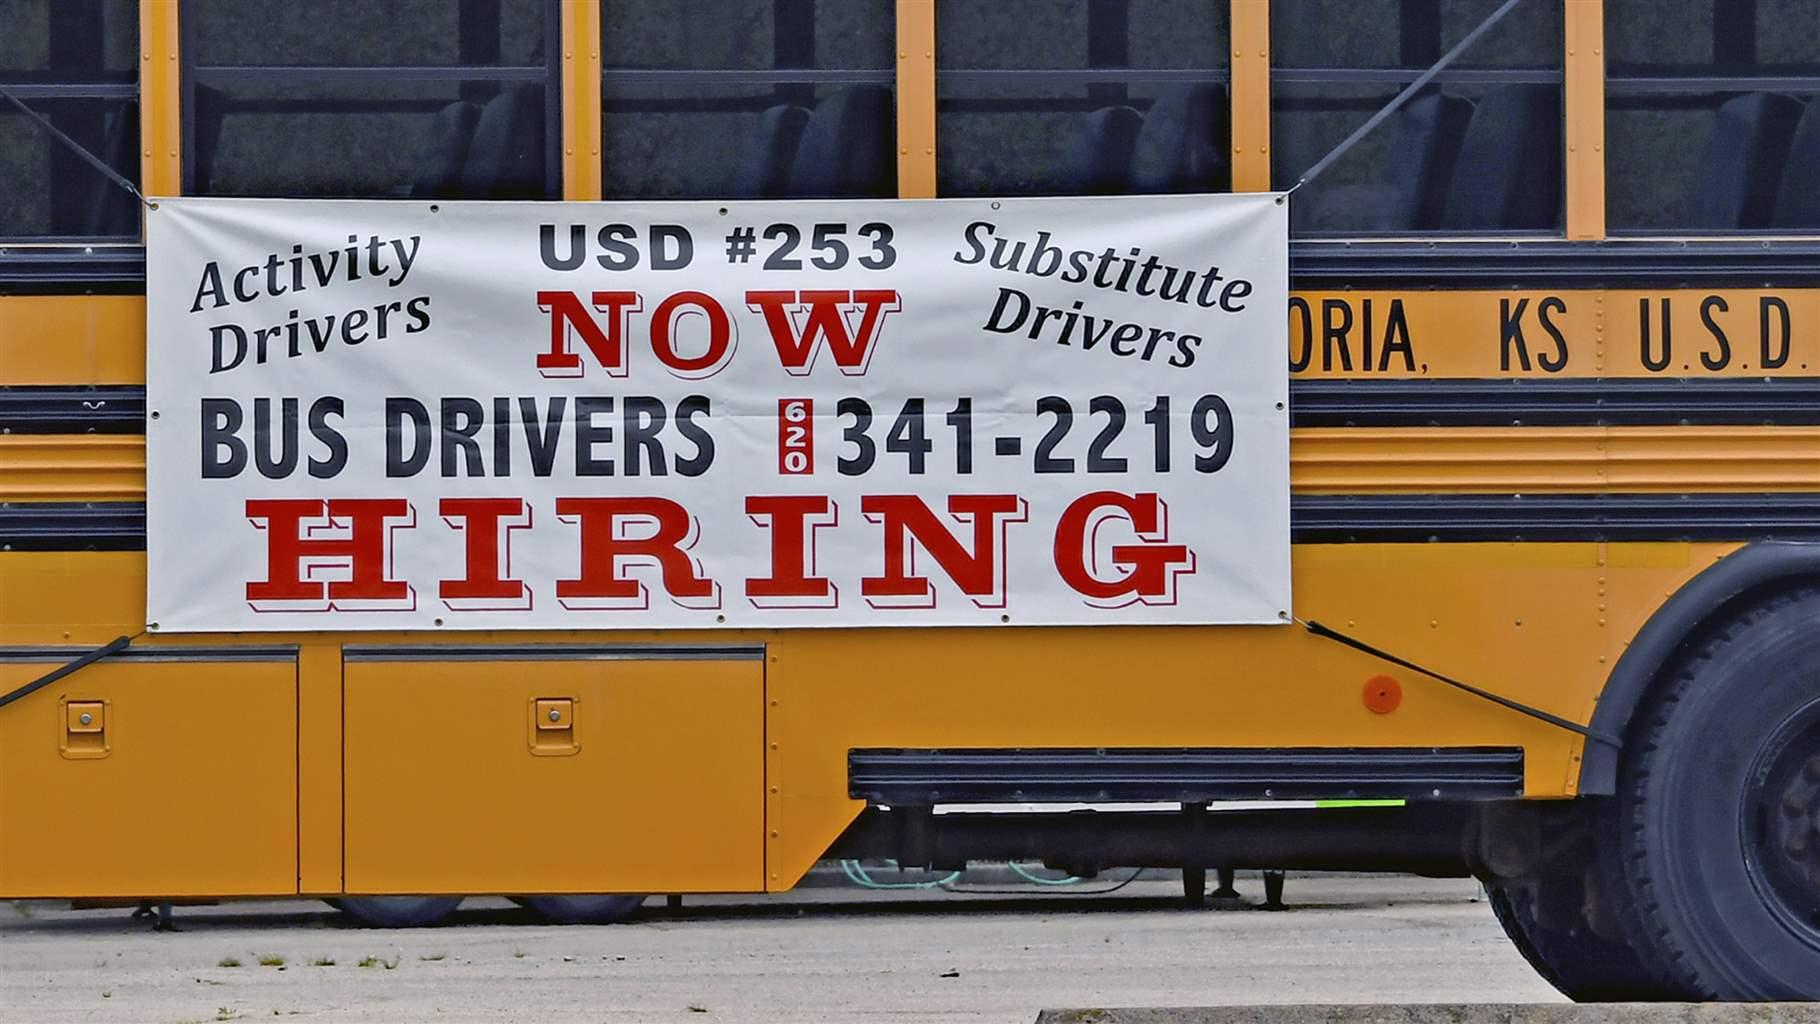 Activity
Drivers
USD #253
NOW
Substitute
Drivers
BUS DRIVERS 620 341-2219
HIRING
ORIA, KS U.S.D.